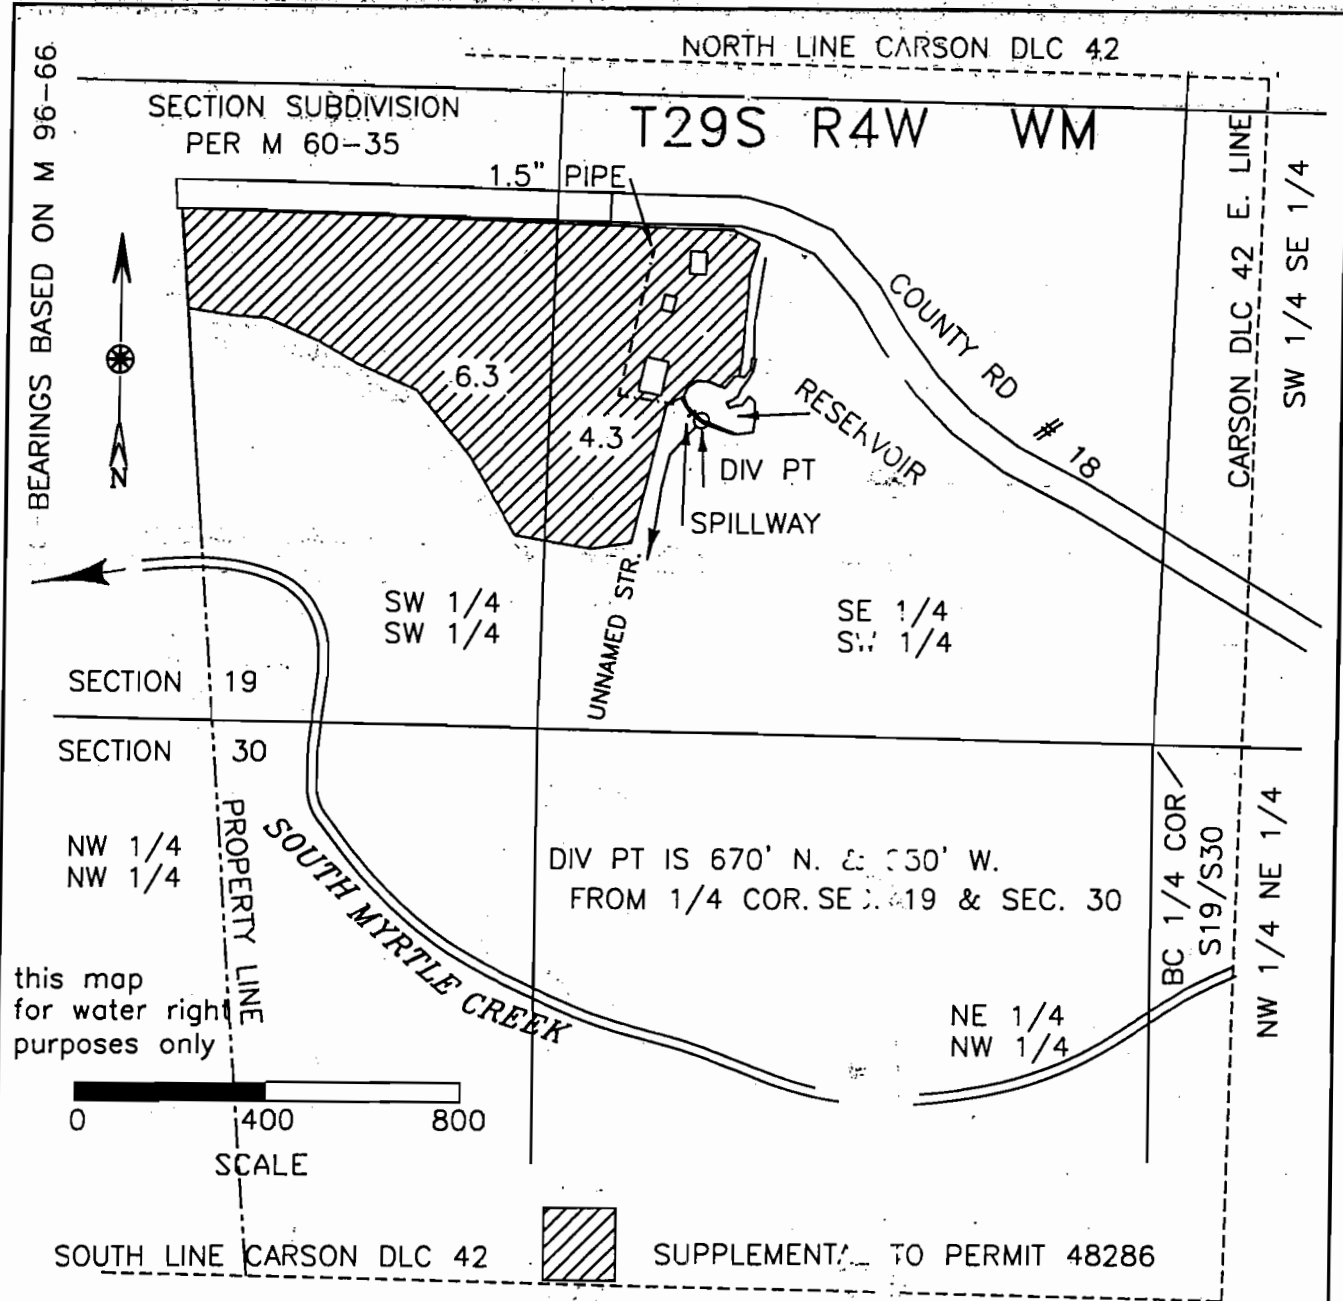 NORTH LINE CARSON DLC 42
BEARINGS BASED ON M 96-66
SECTION SUBDIVISION
PER M 60-35
T29S R4W WM
1.5" PIPE
CARSON DLC 42 E. LINE
SW 1/4 SE 1/4
COUNTY RD # 18
6.3
4.3
RESERVOIR
DIV PT
SPILLWAY
N
UNNAMED STR.
SW 1/4
SW 1/4
SE 1/4
SW 1/4
SECTION 19
SECTION 30
NW 1/4
NW 1/4
PROPERTY LINE
SOUTH MYRTLE CREEK
DIV PT IS 670' N. & W.
FROM 1/4 COR. SEC. 19 & SEC. 30
BC 1/4 COR
S19/S30
NW 1/4 NE 1/4
NE 1/4
NW 1/4
this map
for water right
purposes only
0 400 800
SCALE
SOUTH LINE CARSON DLC 42
SUPPLEMENTAL TO PERMIT 48286